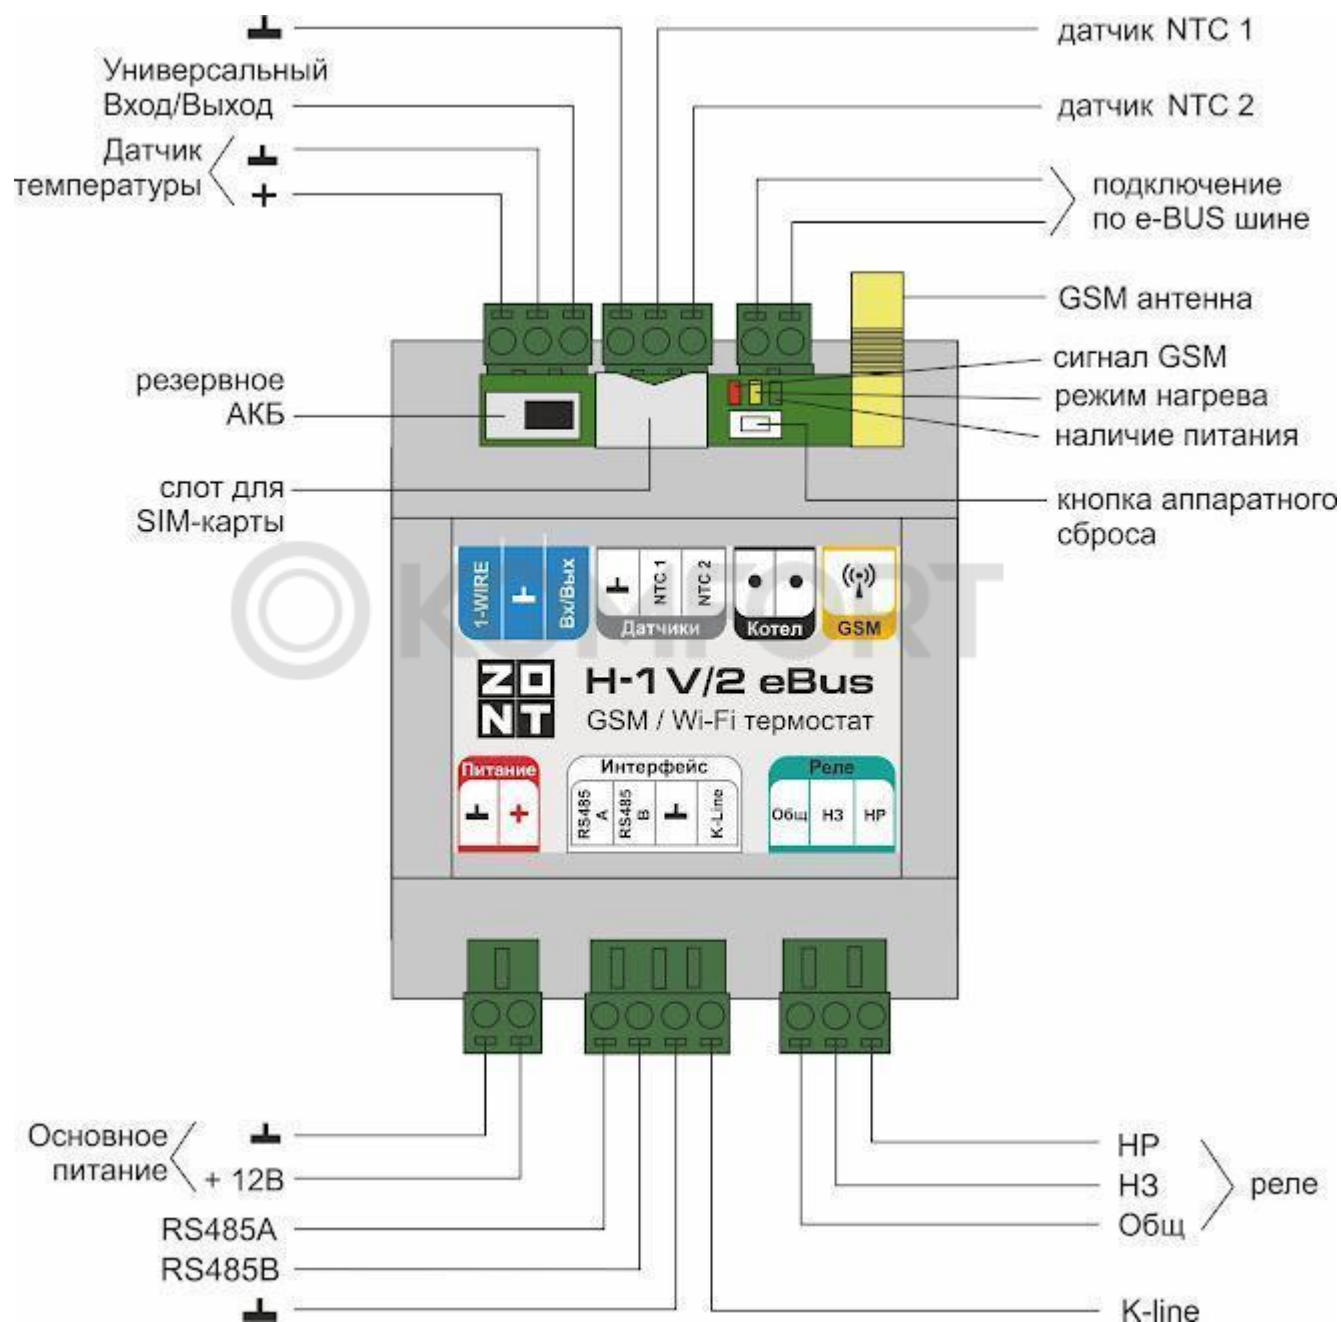 датчик NTC 1
Универсальный
Вход/Выход
датчик NTC 2
Датчик
температуры
+
подключение
по e-BUS шине
GSM антенна
сигнал GSM
режим нагрева
наличие питания
резервное
АКБ
слот для
SIM-карты
кнопка аппаратного
сброса
1-WIRE
Вх/Вых
NTC 1
NTC 2
Датчики
Котел
GSM
KOMFORT
ZONT
H-1 V/2 eBus
GSM / Wi-Fi термостат
Питание
+
Интерфейс
RS485
A
RS485
B
K-Line
Реле
Общ
НЗ
НР
Основное
питание
+ 12В
RS485A
RS485B
НР
НЗ
Общ
реле
K-line